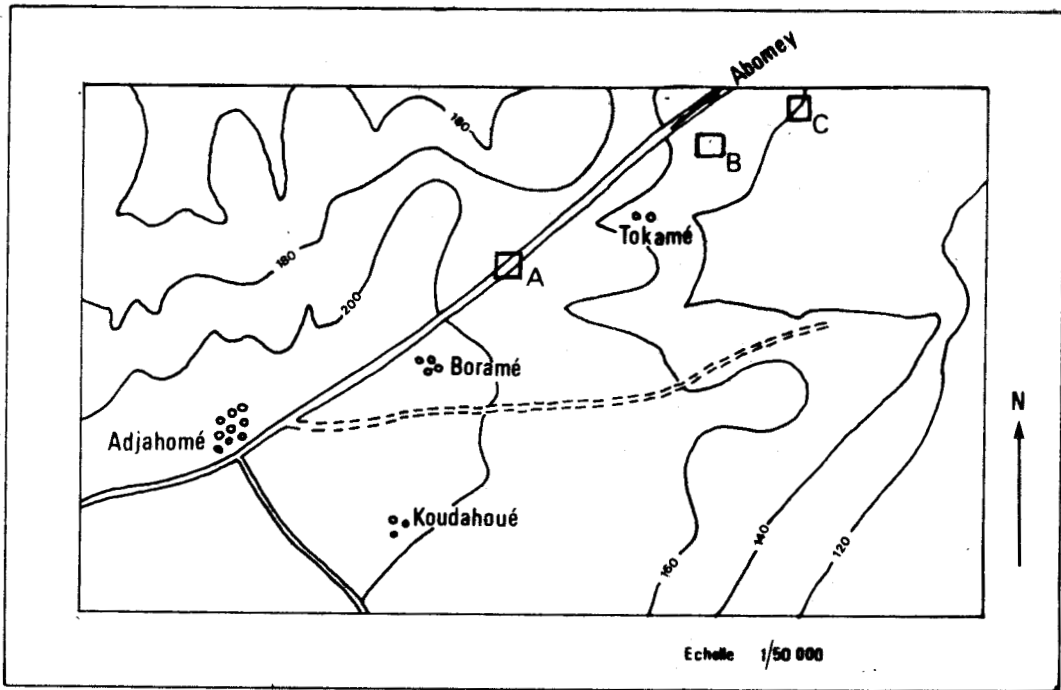 Abomey
180
C
B
Tokamé
180
A
200
Boramé
N
Adjahomé
Koudahoué
160
140
120
Echelle 1/50 000